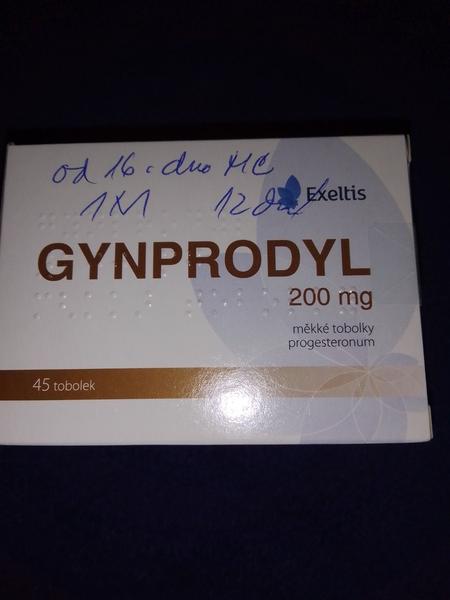 od 16. dne MC
1x1 12 dní
Exeltis
GYNPRODYL
200 mg
měkké tobolky
progesteronum
45 tobolek